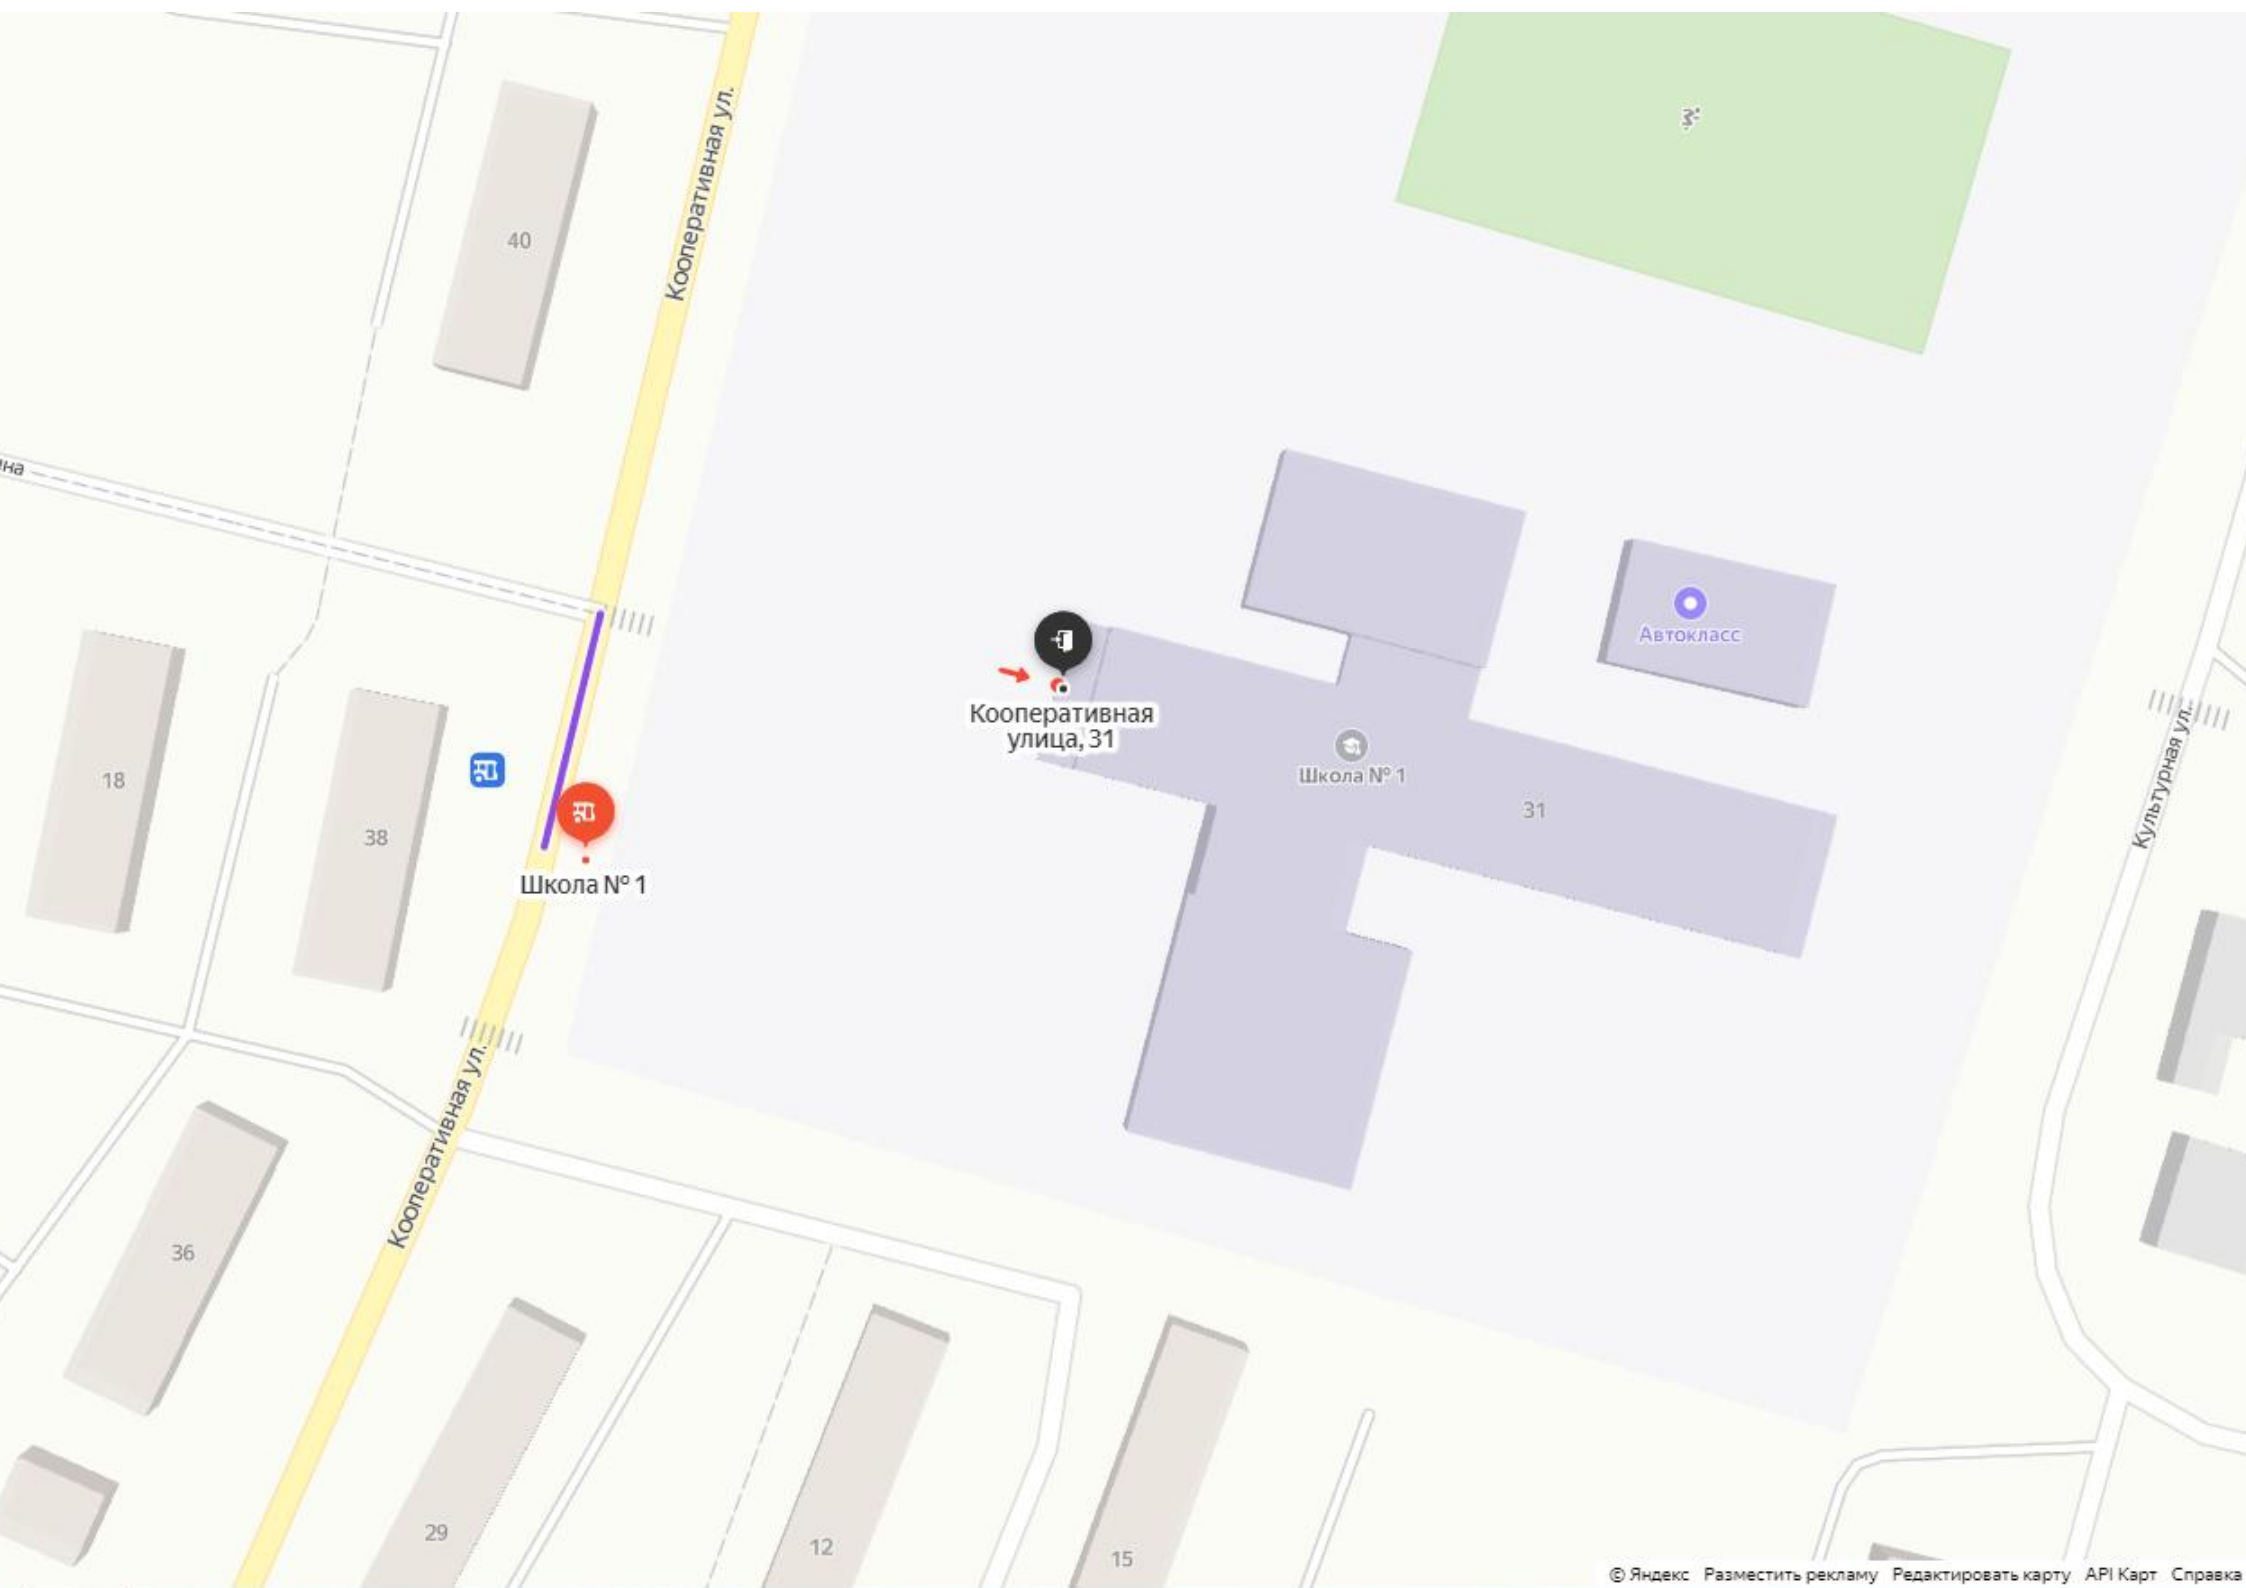 Кооперативная ул.
40
на
Автокласс
Кооперативная
улица, 31
Культурная ул.
18
38
Школа № 1
31
Школа № 1
Кооперативная ул.
36
29
12
15
© Яндекс Разместить рекламу Редактировать карту API Карт Справка